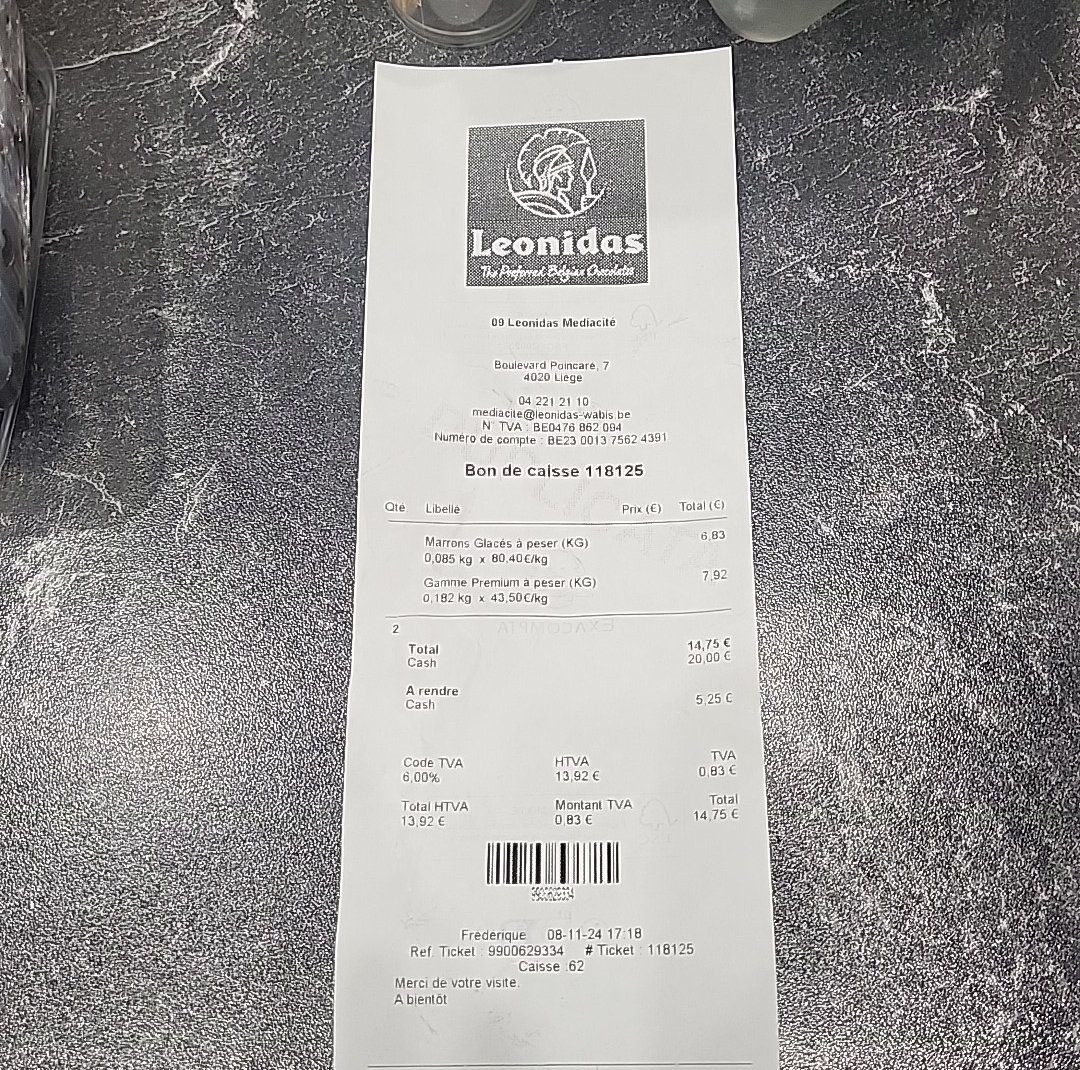 Leonidas
The Preferred Belgian Chocolates
09 Leonidas Mediacité
Boulevard Poincaré, 7
4020 Liège
04 221 21 10
mediacite@leonidas-wabis.be
N° TVA : BE0476 862 094
Numéro de compte : BE23 0013 7562 4391
Bon de caisse 118125
Qté Libellé Prix (€) Total (€)
Marrons Glacés à peser (KG) 6,83
0,085 kg x 80,40€/kg
Gamme Premium à peser (KG) 7,92
0,182 kg x 43,50€/kg
2
Total 14,75 €
Cash 20,00 €
A rendre
Cash 5,25 €
Code TVA HTVA TVA
6,00% 13,92 € 0,83 €
Total HTVA Montant TVA Total
13,92 € 0,83 € 14,75 €
Frederique 08-11-24 17:18
Ref. Ticket : 9900629334 # Ticket : 118125
Caisse :62
Merci de votre visite.
A bientôt